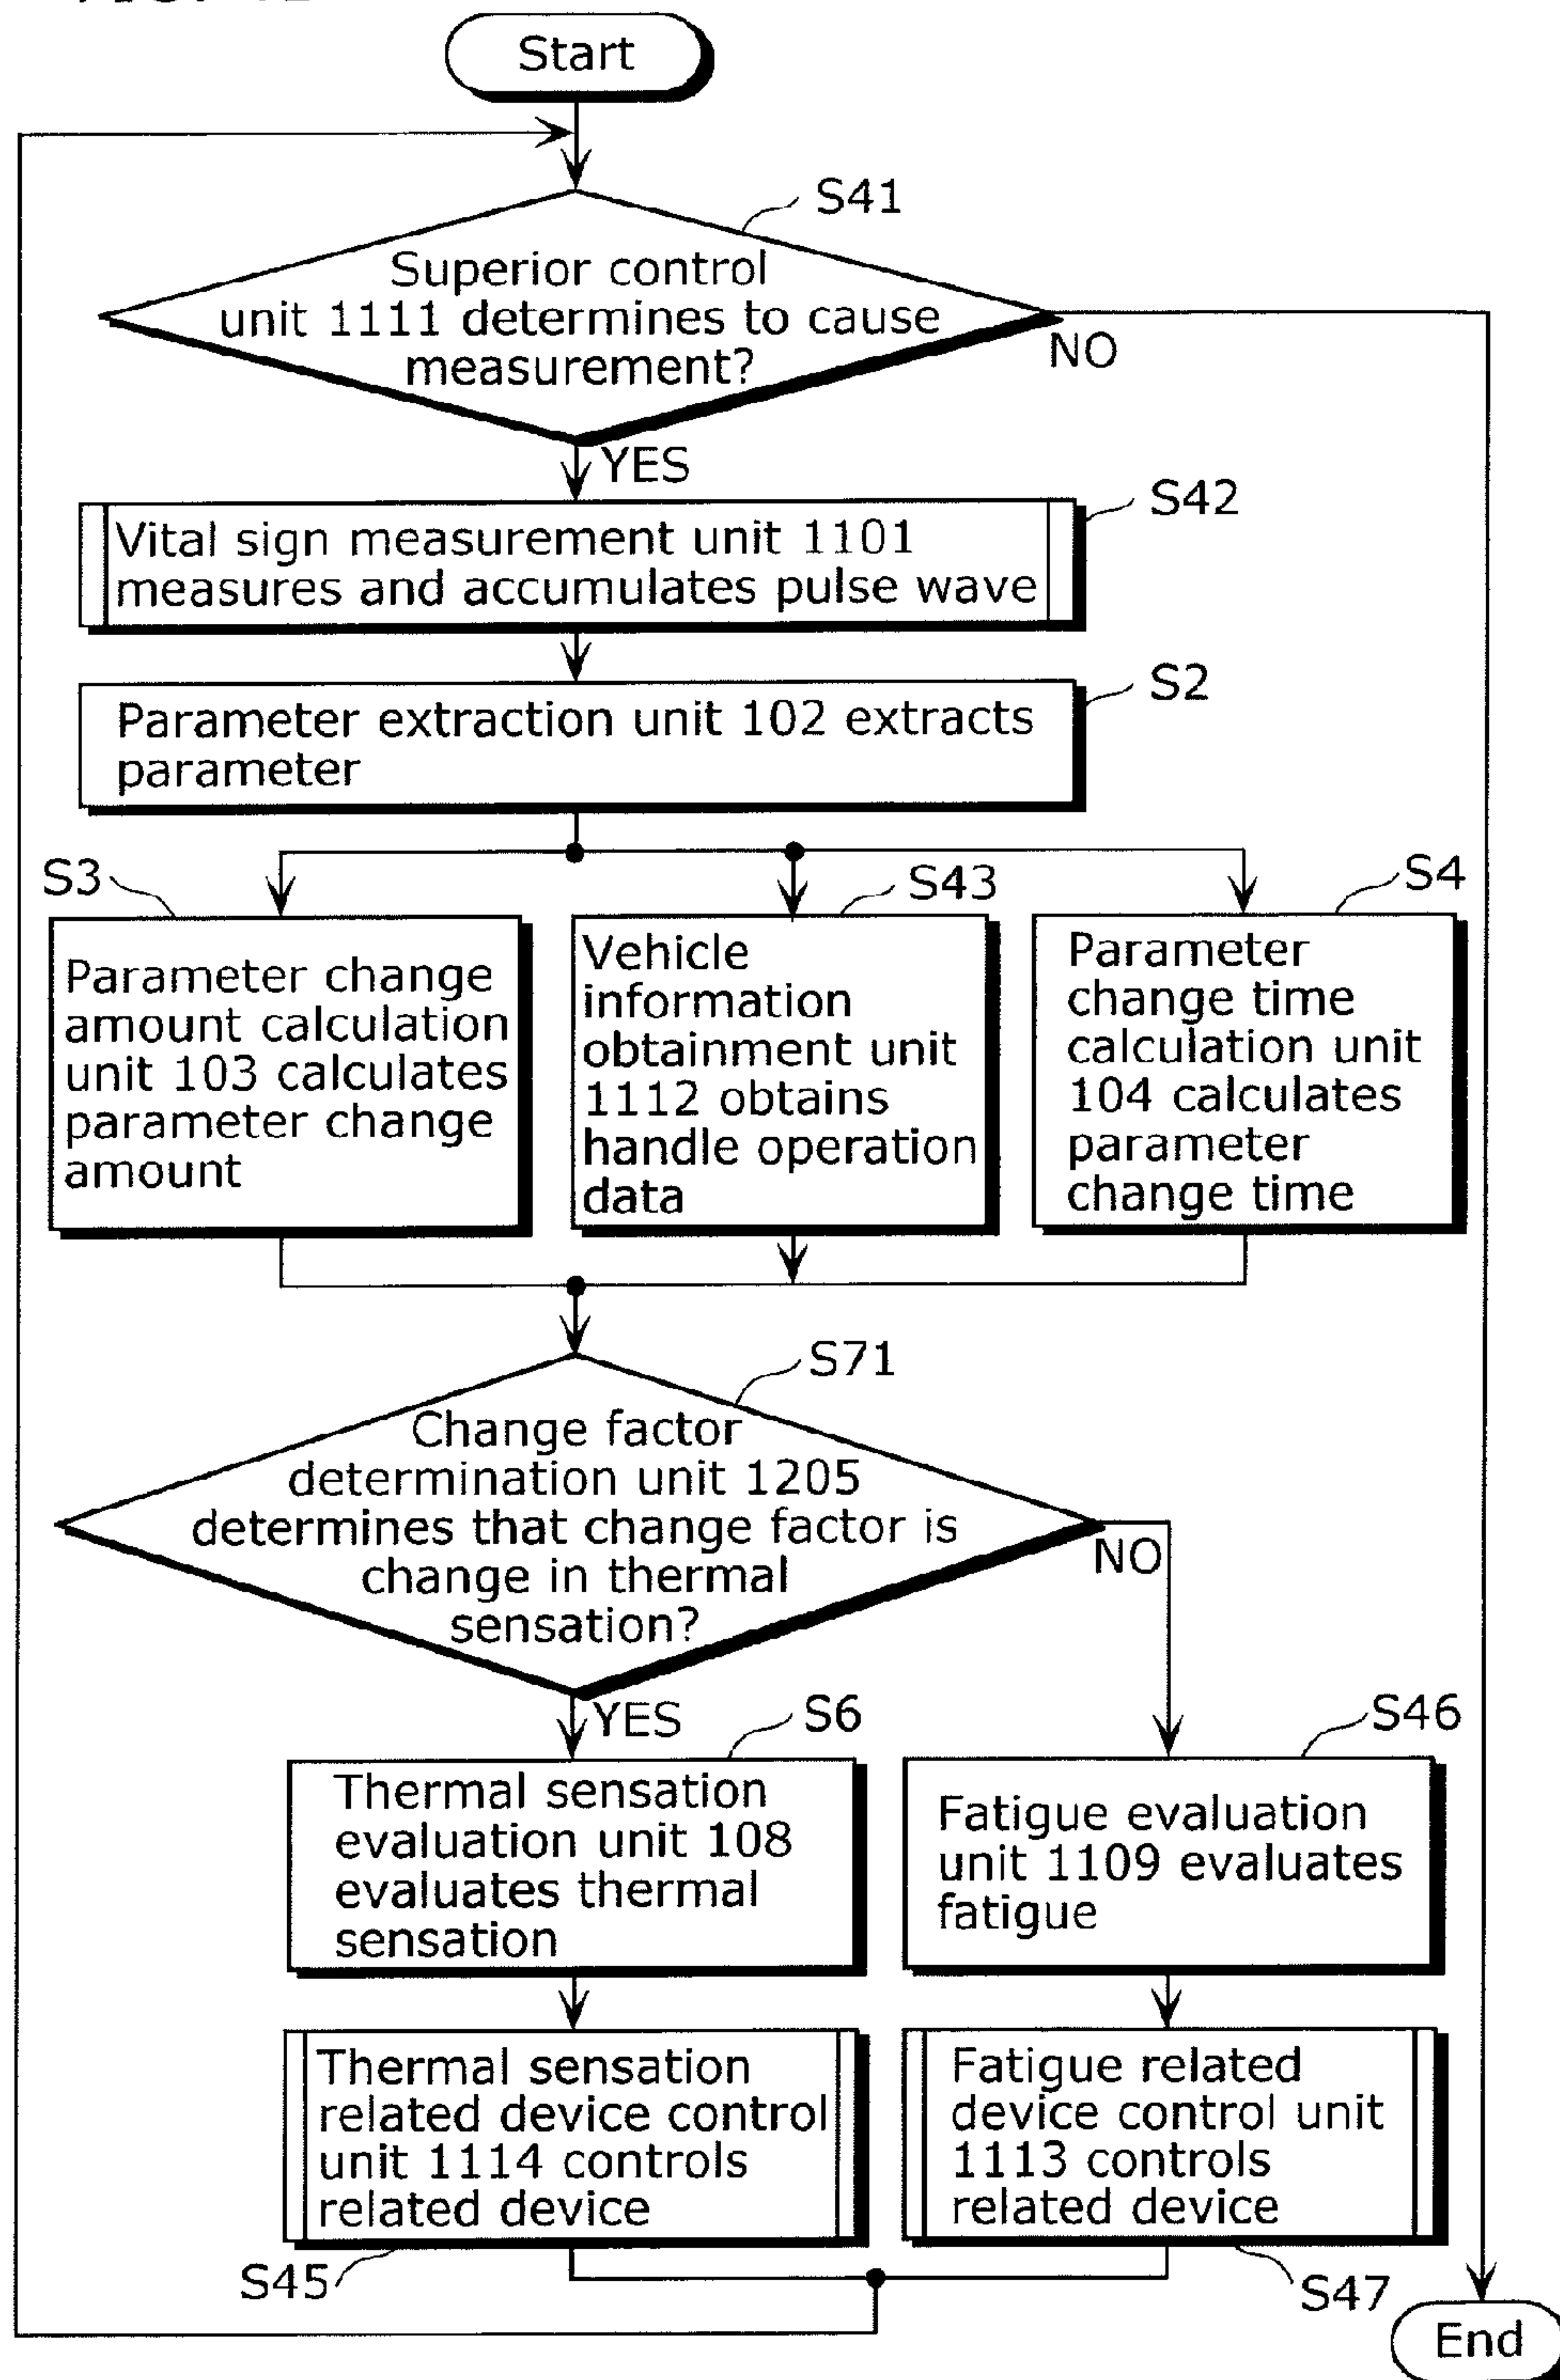 Start
S41
Superior control
unit 1111 determines to cause
measurement?
NO
YES
S42
Vital sign measurement unit 1101
measures and accumulates pulse wave
S2
Parameter extraction unit 102 extracts
parameter
S3
Parameter change
amount calculation
unit 103 calculates
parameter change
amount
S43
Vehicle
information
obtainment unit
1112 obtains
handle operation
data
S4
Parameter
change time
calculation unit
104 calculates
parameter
change time
S71
Change factor
determination unit 1205
determines that change factor is
change in thermal
sensation?
NO
YES
S6
Thermal sensation
evaluation unit 108
evaluates thermal
sensation
S46
Fatigue evaluation
unit 1109 evaluates
fatigue
Thermal sensation
related device control
unit 1114 controls
related device
S45
Fatigue related
device control unit
1113 controls
related device
S47
End